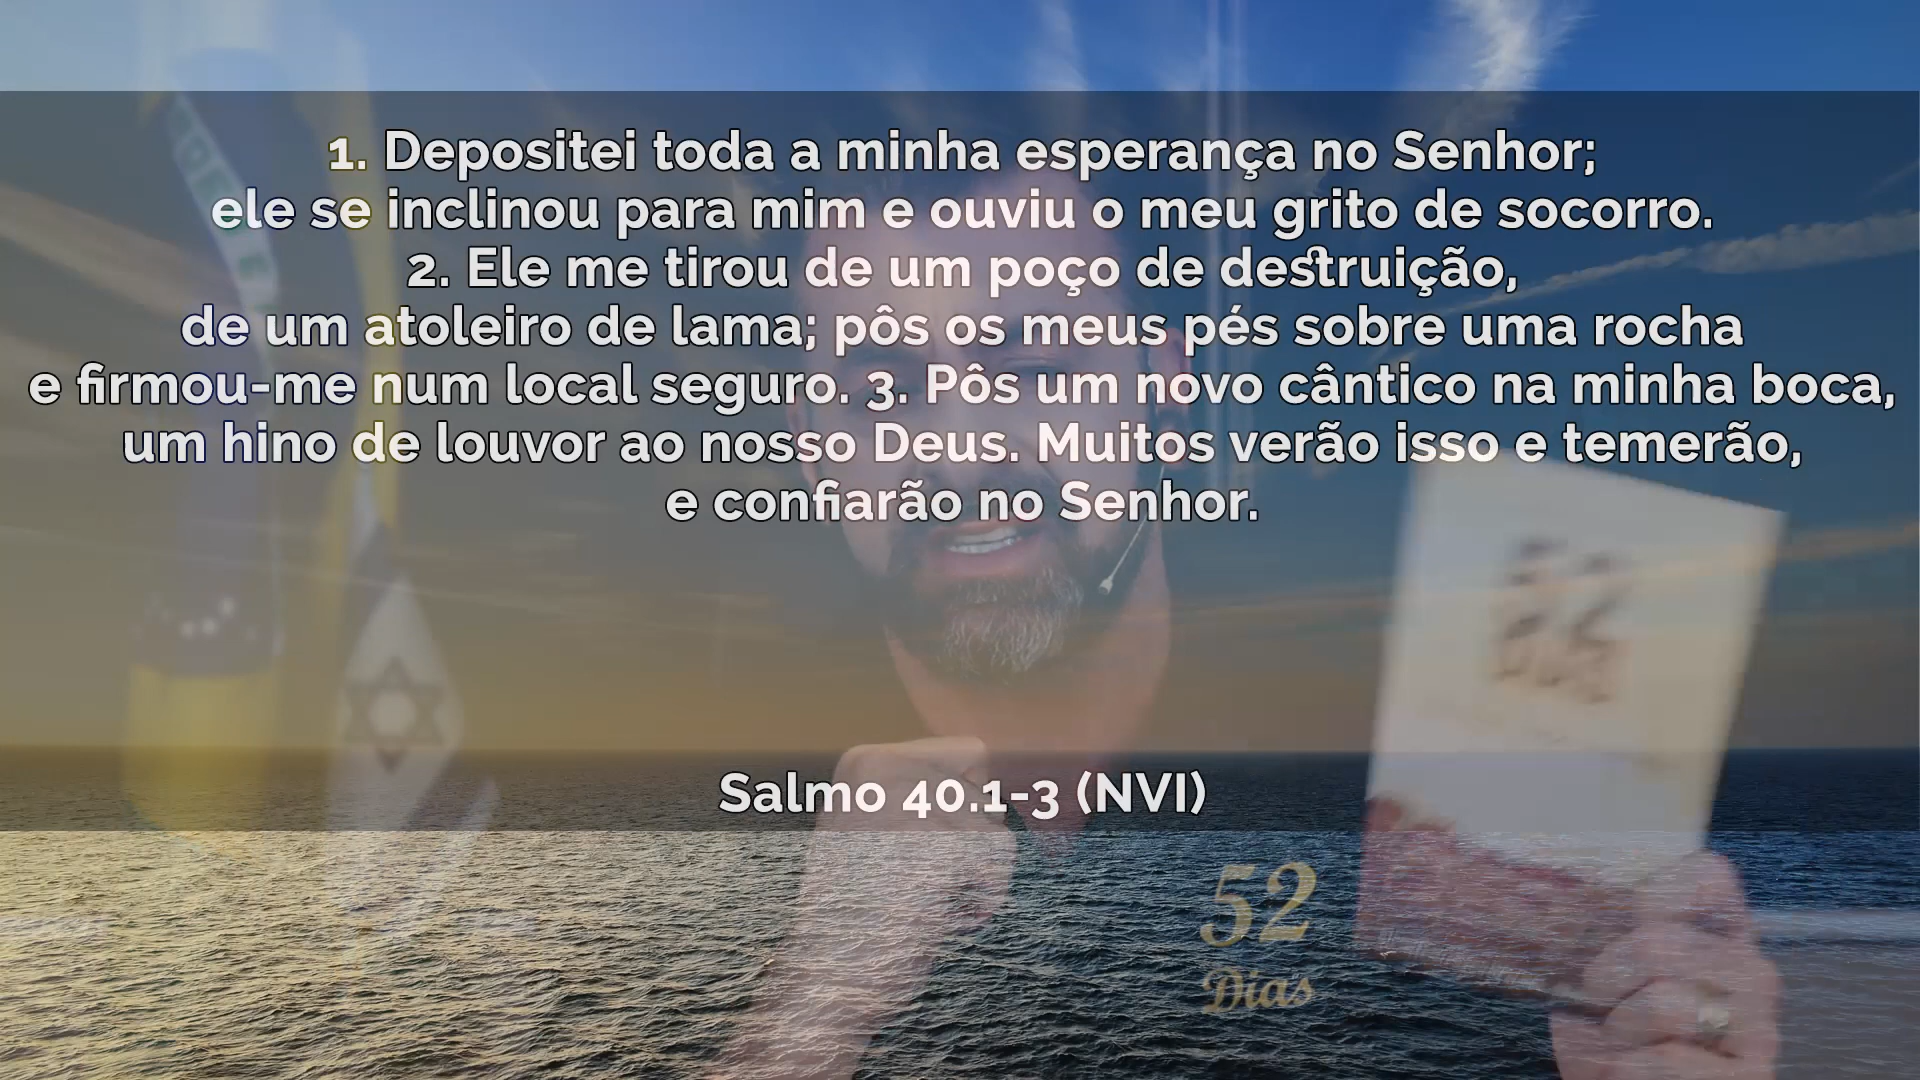 1. Depositei toda a minha esperança no Senhor;
ele se inclinou para mim e ouviu o meu grito de socorro.
2. Ele me tirou de um poço de destruição,
de um atoleiro de lama; pôs os meus pés sobre uma rocha
e firmou-me num local seguro. 3. Pôs um novo cântico na minha boca,
um hino de louvor ao nosso Deus. Muitos verão isso e temerão,
e confiarão no Senhor.
Salmo 40.1-3 (NVI)
52
Dias